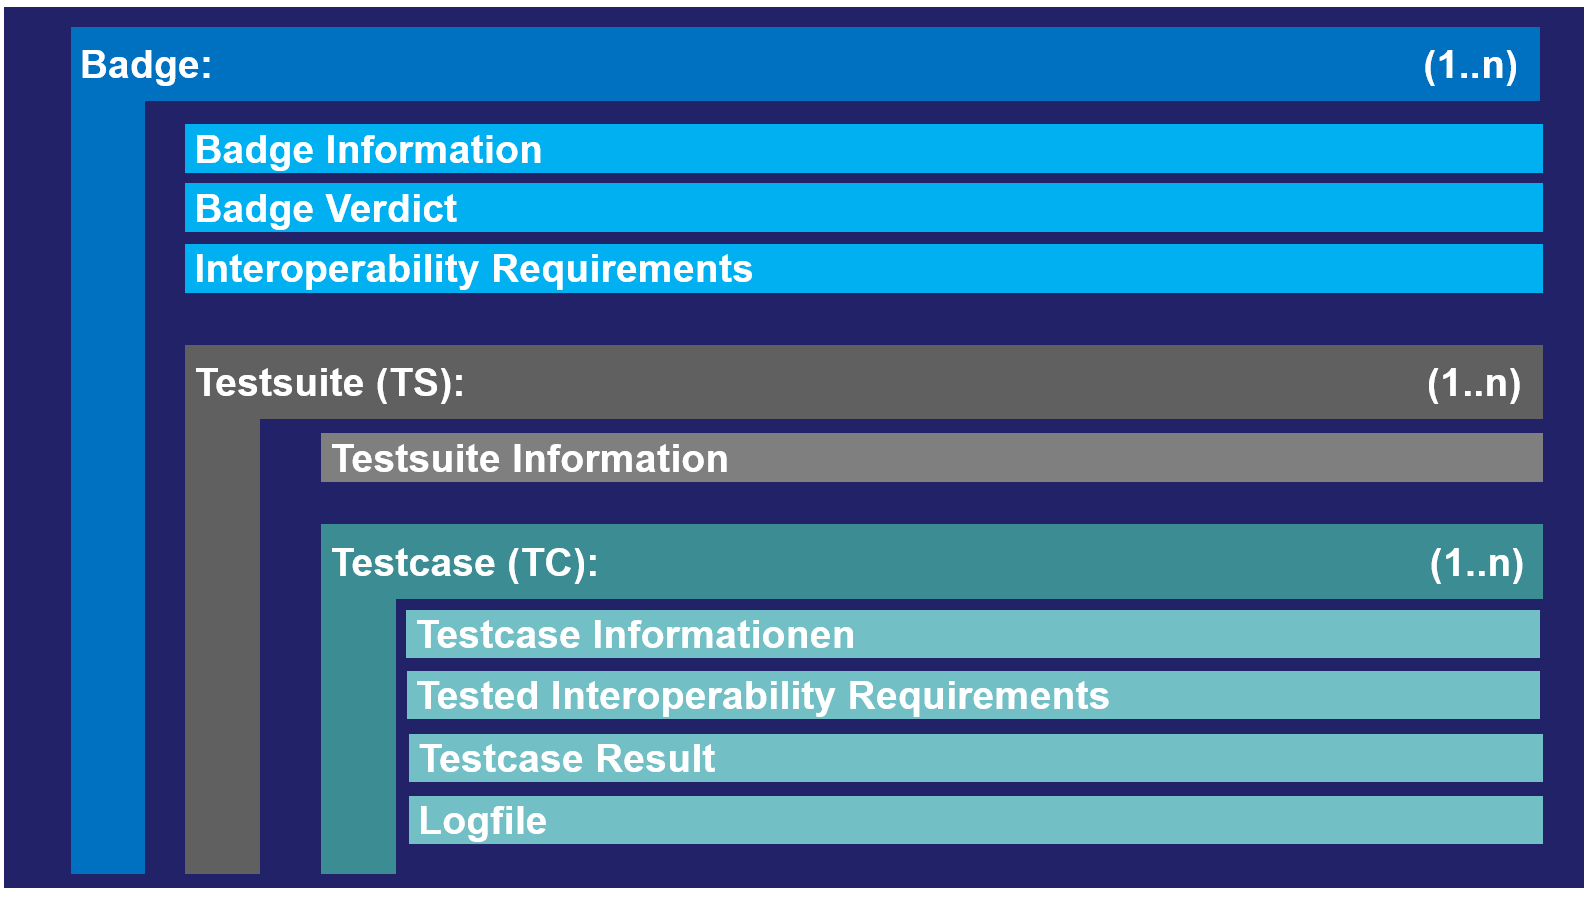 Badge: (1..n)
Badge Information
Badge Verdict
Interoperability Requirements
Testsuite (TS): (1..n)
Testsuite Information
Testcase (TC): (1..n)
Testcase Informationen
Tested Interoperability Requirements
Testcase Result
Logfile